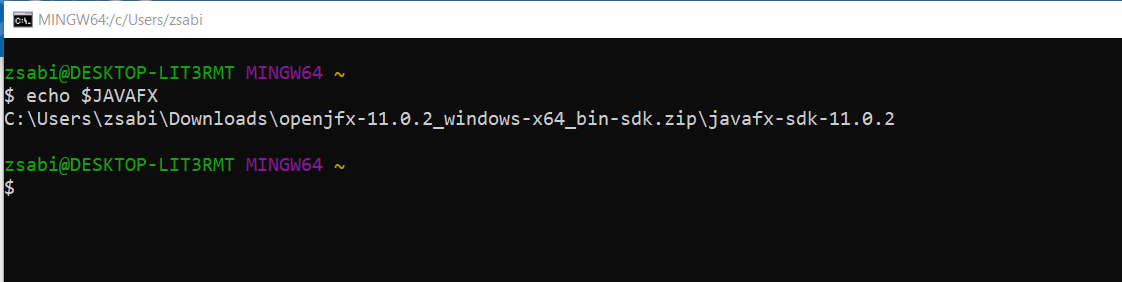 MINGW64:/c/Users/zsabi
zsabi@DESKTOP-LIT3RMT MINGW64 ~
$ echo $JAVAFX
C:\Users\zsabi\Downloads\openjfx-11.0.2_windows-x64_bin-sdk.zip\javafx-sdk-11.0.2
zsabi@DESKTOP-LIT3RMT MINGW64 ~
$